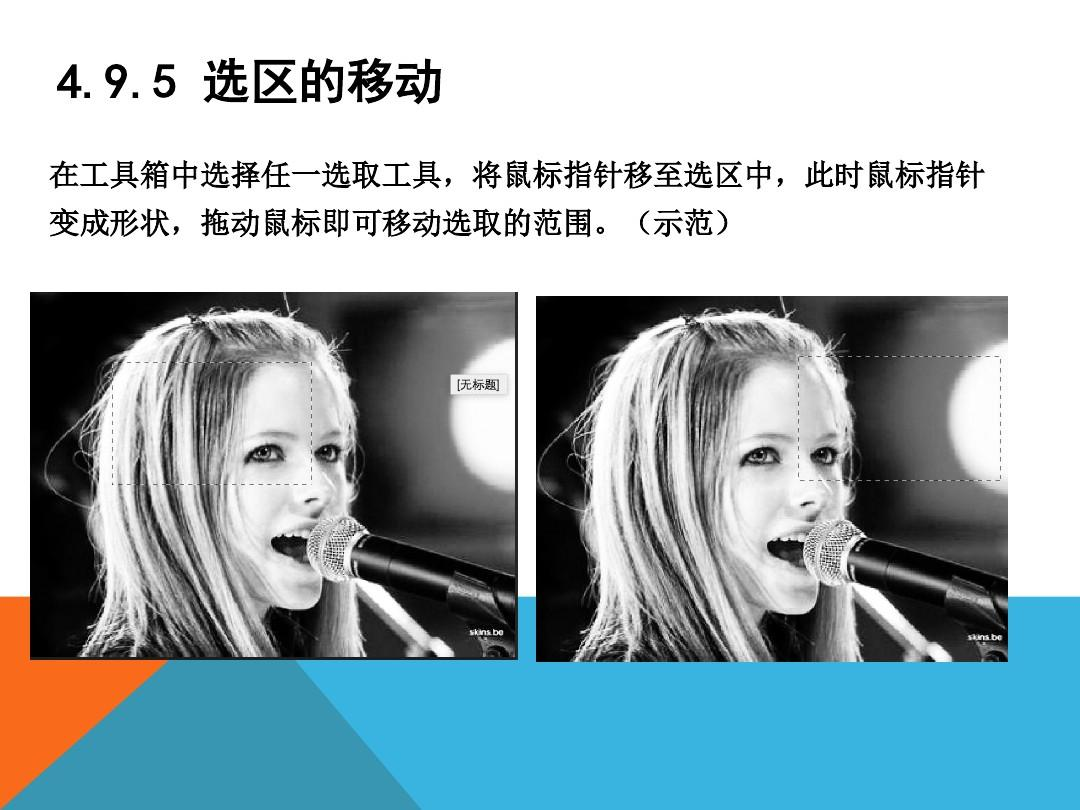 4.9.5 选区的移动
在工具箱中选择任一选取工具，将鼠标指针移至选区中，此时鼠标指针
变成形状，拖动鼠标即可移动选取的范围。（示范）
[无标题]
skins.be
skins.be